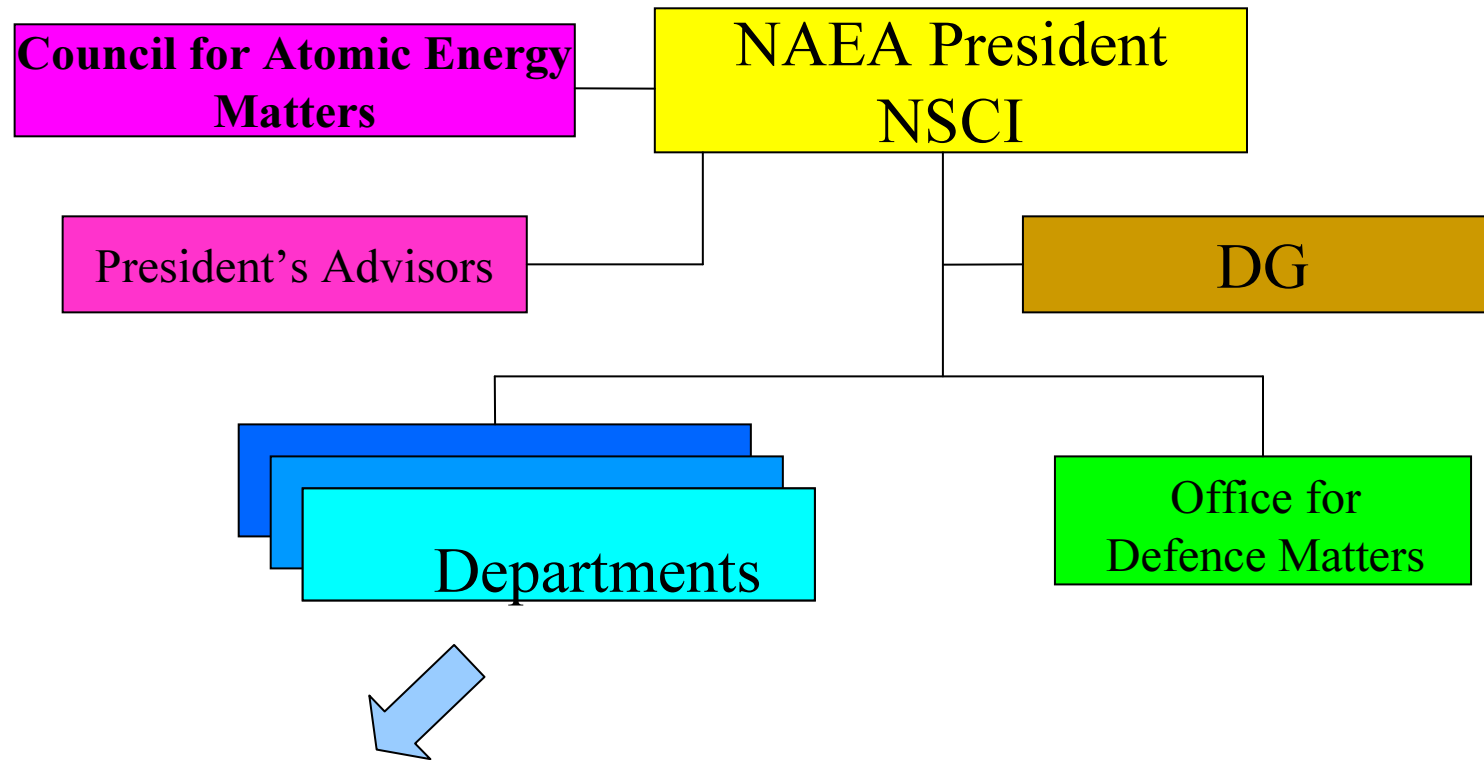 Council for Atomic Energy
Matters
NAEA President
NSCI
President’s Advisors
DG
Departments
Office for
Defence Matters